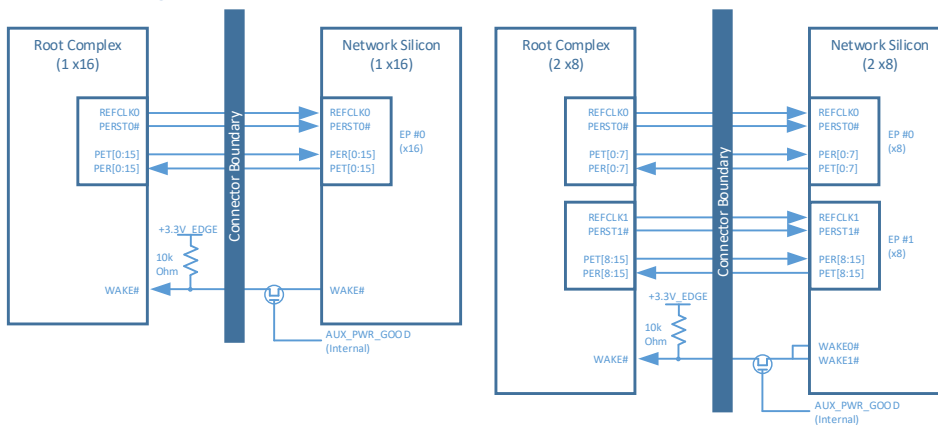 Root Complex
(1 x16)
REFCLK0
PERST0#
PET[0:15]
PER[0:15]
+3.3V_EDGE
10k
Ohm
WAKE#
Connector Boundary
Network Silicon
(1 x16)
REFCLK0
PERST0#
PER[0:15]
PET[0:15]
EP #0
(x16)
WAKE#
AUX_PWR_GOOD
(Internal)
Root Complex
(2 x8)
REFCLK0
PERST0#
PET[0:7]
PER[0:7]
REFCLK1
PERST1#
PET[8:15]
PER[8:15]
+3.3V_EDGE
10k
Ohm
WAKE#
Connector Boundary
Network Silicon
(2 x8)
REFCLK0
PERST0#
PER[0:7]
PET[0:7]
EP #0
(x8)
REFCLK1
PERST1#
PER[8:15]
PET[8:15]
EP #1
(x8)
WAKE0#
WAKE1#
AUX_PWR_GOOD
(Internal)